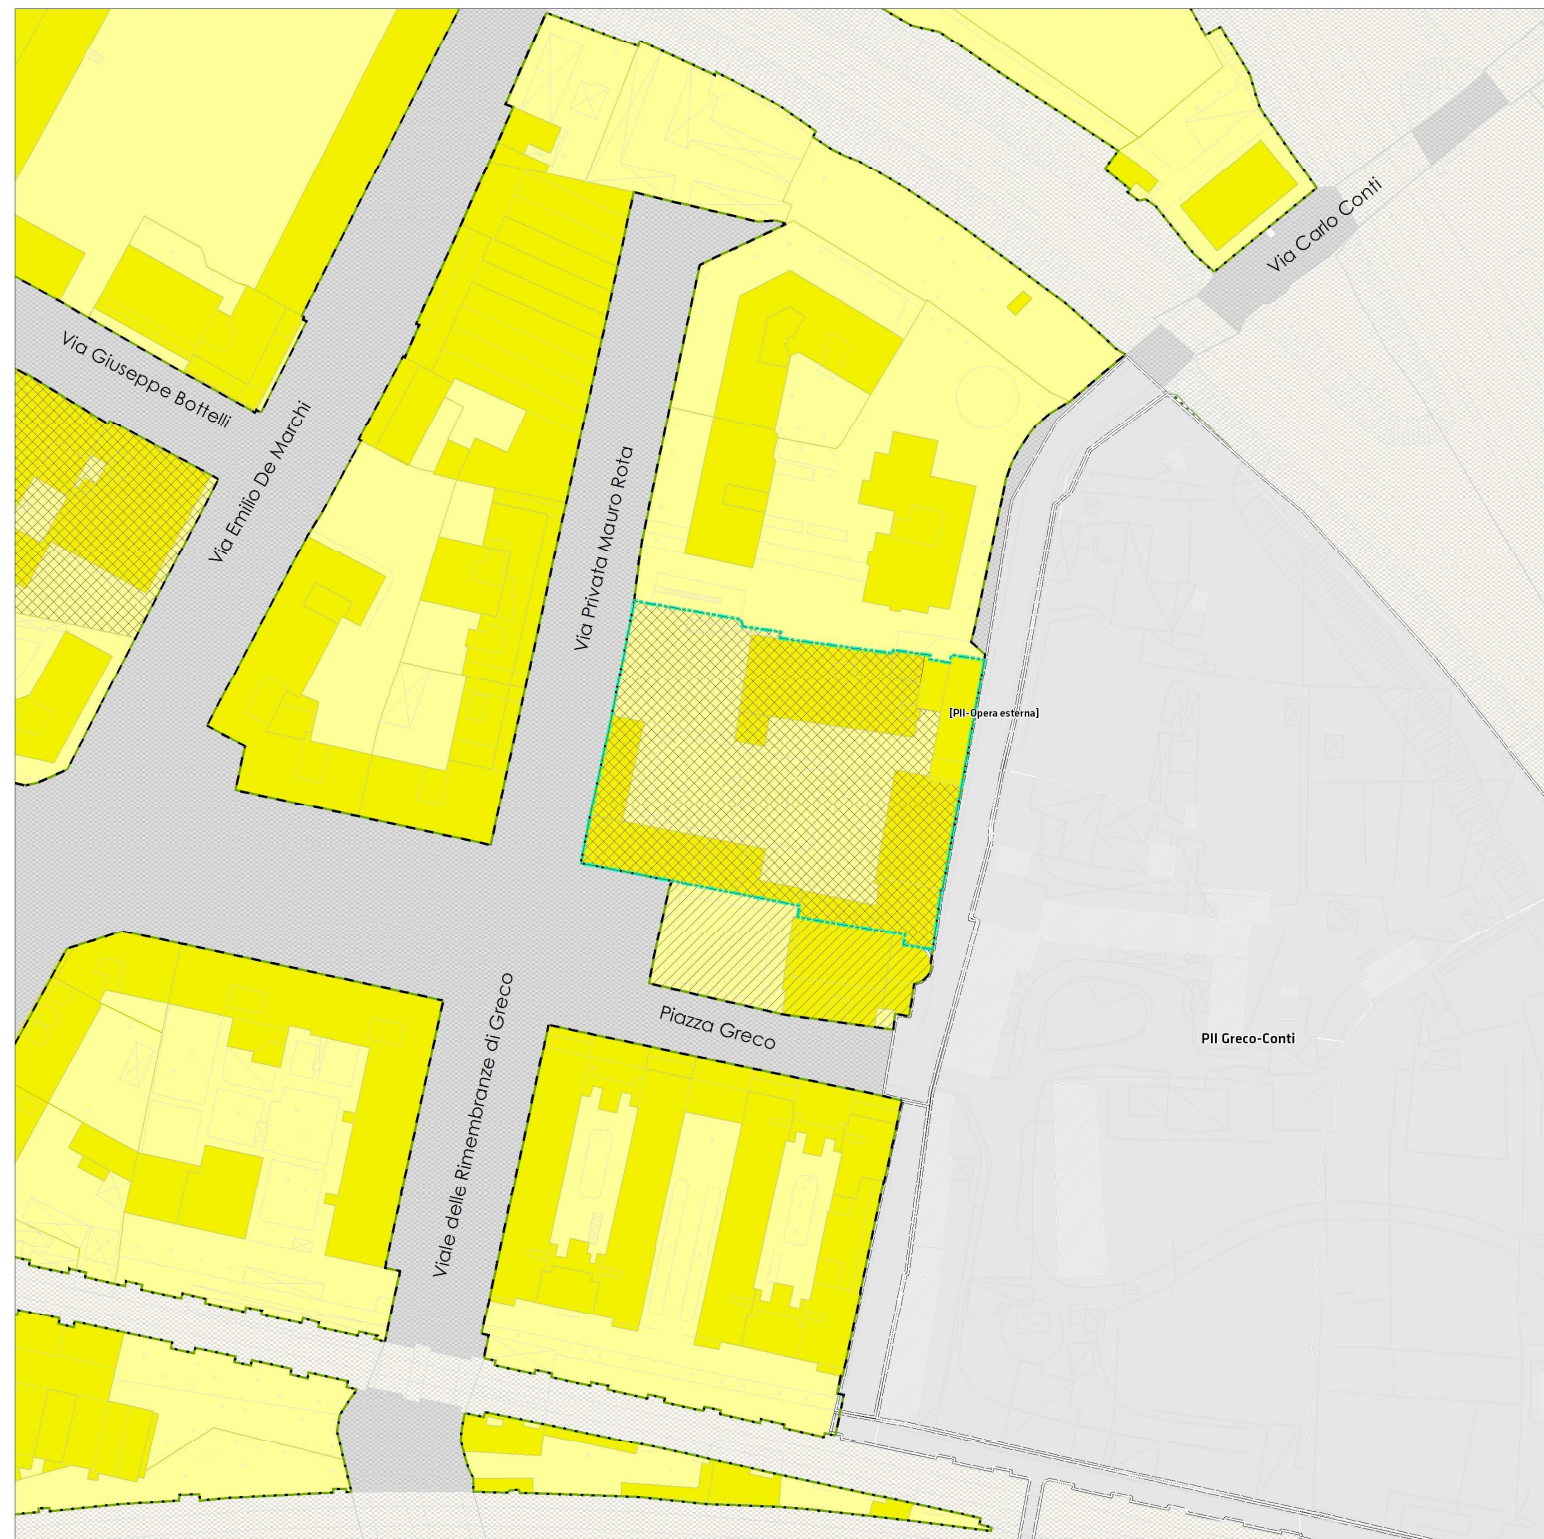 Via Carlo Conti
Via Giuseppe Bottelli
Via Emilio De Marchi
Via Privata Mauro Rota
[PII-Opera esterna]
Viale delle Rimembranze di Greco
Piazza Greco
PII Greco-Conti